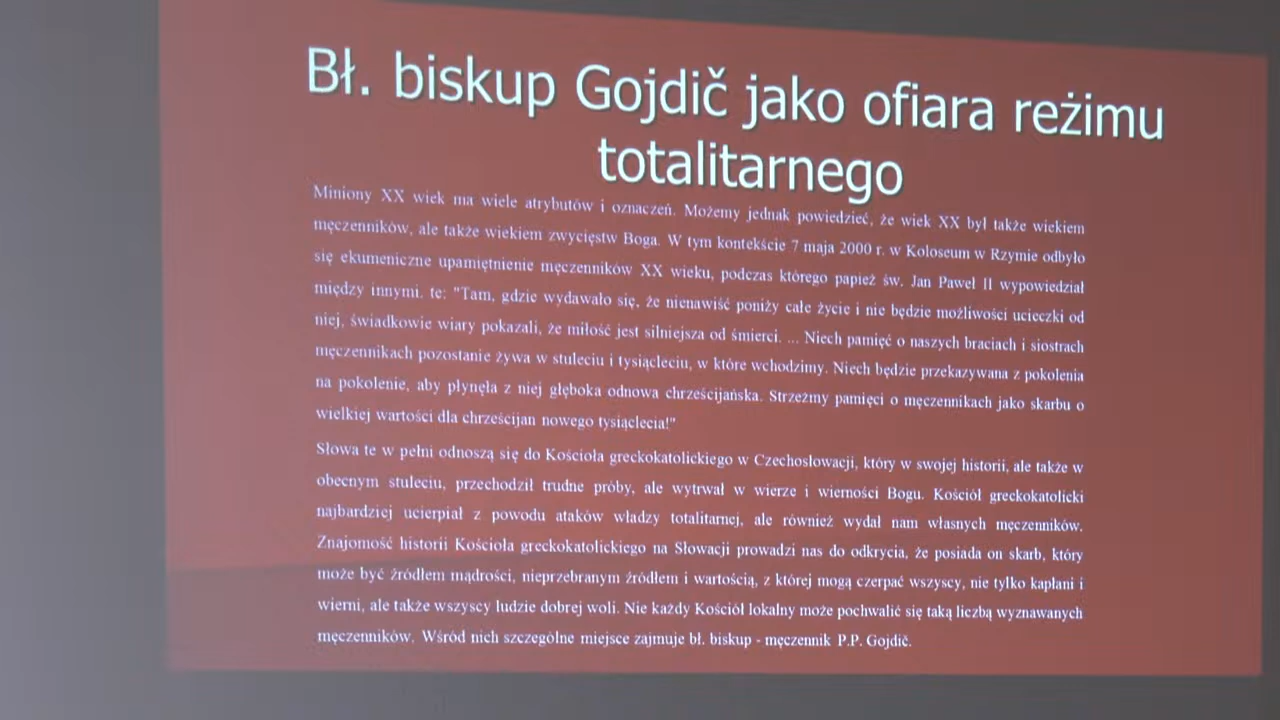 Bł. biskup Gojdič jako ofiara reżimu
totalitarnego
Miniony XX wiek ma wiele atrybutów i oznaczeń. Możemy jednak powiedzieć, że wiek XX był także wiekiem
męczenników, ale także wiekiem zwycięstw Boga. W tym kontekście 7 maja 2000 r. w Koloseum w Rzymie odbyło
się ekumeniczne upamiętnienie męczenników XX wieku, podczas którego papież św. Jan Paweł II wypowiedział
między innymi. te: "Tam, gdzie wydawało się, że nienawiść poniży całe życie i nie będzie możliwości ucieczki od
niej, świadkowie wiary pokazali, że miłość jest silniejsza od śmierci. ... Niech pamięć o naszych braciach i siostrach
męczennikach pozostanie żywa w stuleciu i tysiącleciu, w które wchodzimy. Niech będzie przekazywana z pokolenia
na pokolenie, aby płynęła z niej głęboka odnowa chrześcijańska. Strzeżmy pamięci o męczennikach jako skarbu o
wielkiej wartości dla chrześcijan nowego tysiąclecia!"
Słowa te w pełni odnoszą się do Kościoła greckokatolickiego w Czechosłowacji, który w swojej historii, ale także w
obecnym stuleciu, przechodził trudne próby, ale wytrwał w wierze i wierności Bogu. Kościół greckokatolicki
najbardziej ucierpiał z powodu ataków władzy totalitarnej, ale również wydał nam własnych męczenników.
Znajomość historii Kościoła greckokatolickiego na Słowacji prowadzi nas do odkrycia, że posiada on skarb, który
może być źródłem mądrości, nieprzebranym źródłem i wartością, z której mogą czerpać wszyscy, nie tylko kapłani i
wierni, ale także wszyscy ludzie dobrej woli. Nie każdy Kościół lokalny może pochwalić się taką liczbą wyznawanych
męczenników. Wśród nich szczególne miejsce zajmuje bł. biskup - męczennik P.P. Gojdič.